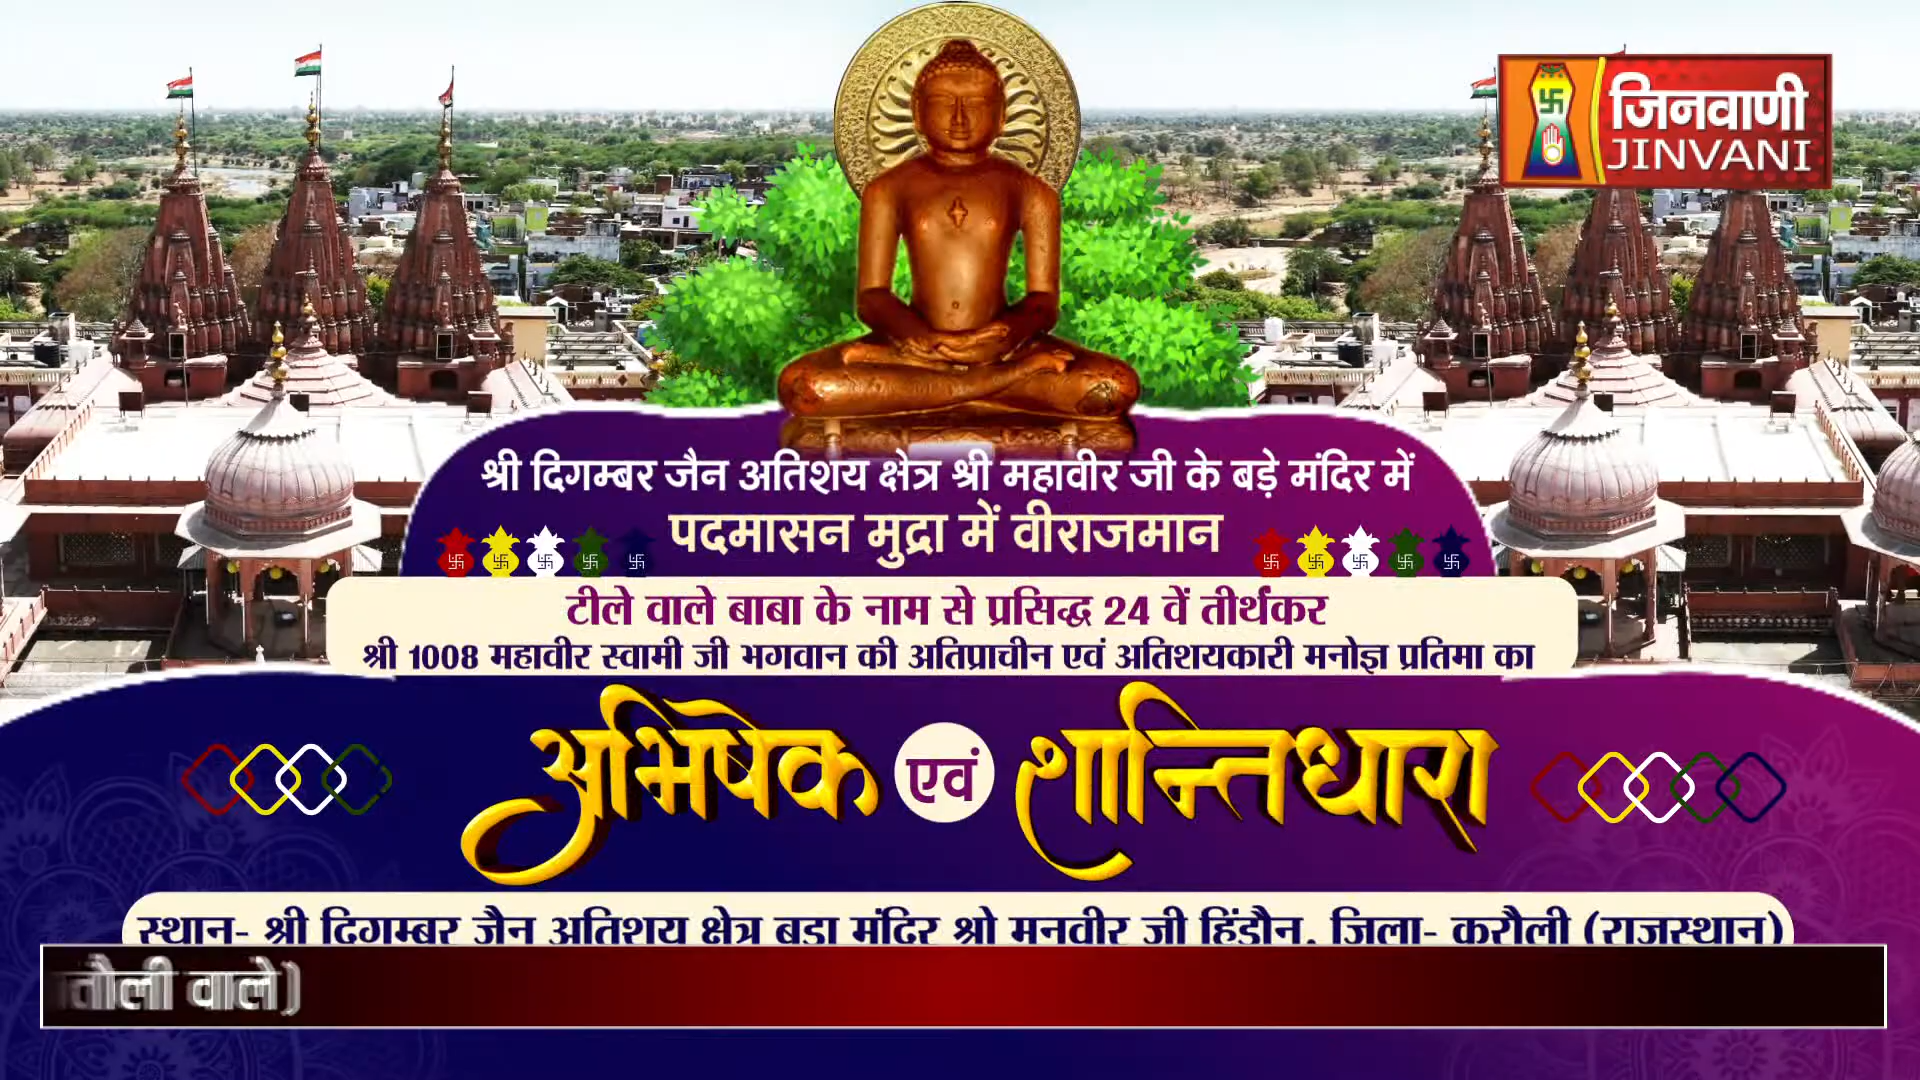 जिनवाणी
JINVANI
श्री दिगम्बर जैन अतिशय क्षेत्र श्री महावीर जी के बड़े मंदिर में
पदमासन मुद्रा में वीराजमान
टीले वाले बाबा के नाम से प्रसिद्ध 24 वें तीर्थंकर
श्री 1008 महावीर स्वामी जी भगवान की अतिप्राचीन एवं अतिशयकारी मनोज्ञ प्रतिमा का
अभिषेक एवं शान्तिधारा
स्थान- श्री दिगम्बर जैन अतिशय क्षेत्र बड़ा मंदिर श्री मनवीर जी हिंडौन, जिला- करौली (राजस्थान)
तौली वाले)